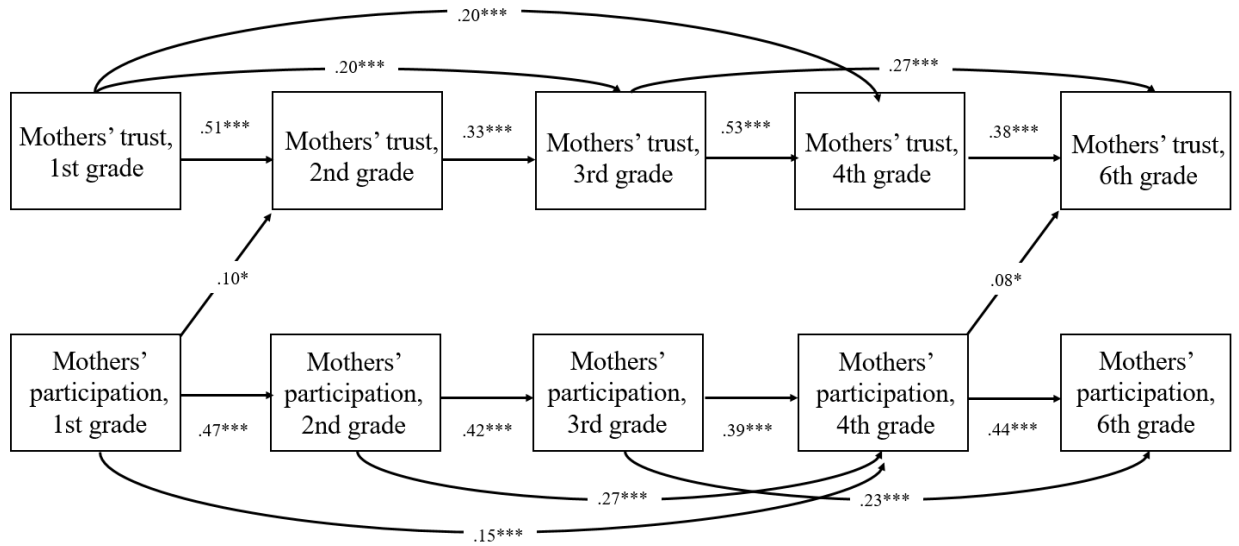 .20***
.20***
.27***
Mothers’ trust,
1st grade
.51***
Mothers’ trust,
2nd grade
.33***
Mothers’ trust,
3rd grade
.53***
Mothers’ trust,
4th grade
.38***
Mothers’ trust,
6th grade
.10*
.08*
Mothers’
participation,
1st grade
.47***
Mothers’
participation,
2nd grade
.42***
Mothers’
participation,
3rd grade
.39***
Mothers’
participation,
4th grade
.44***
Mothers’
participation,
6th grade
.27***
.23***
.15***